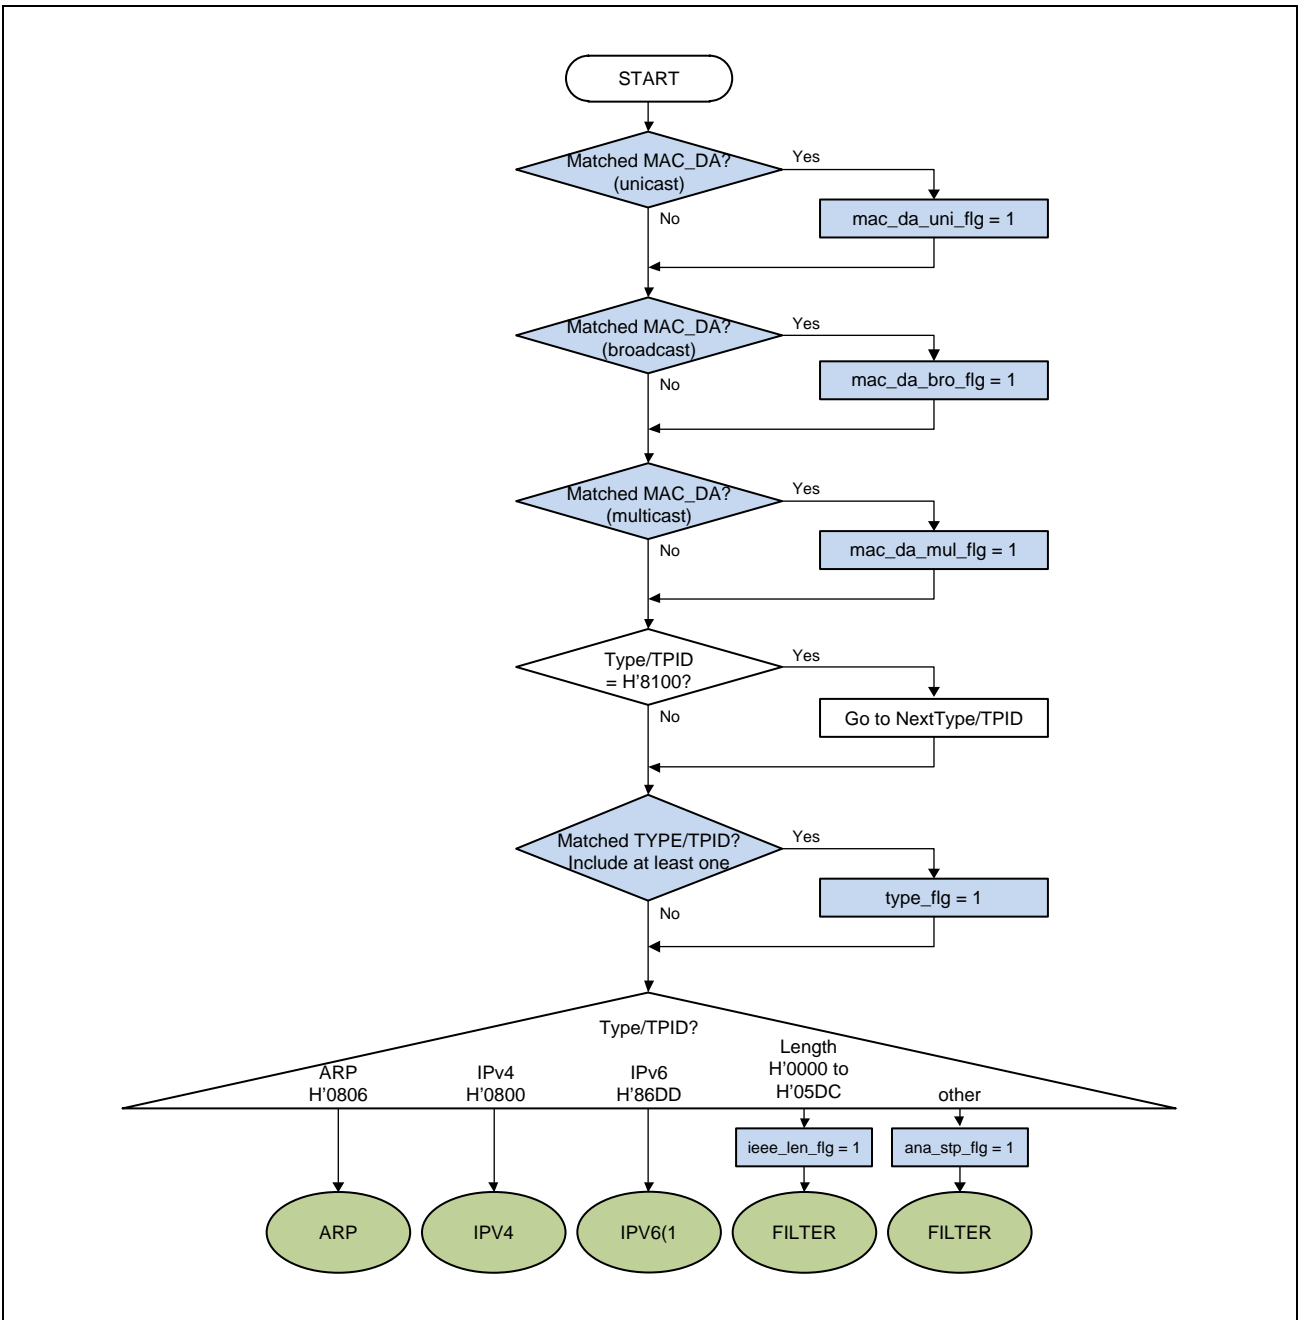 START
Matched MAC_DA?
(unicast)
Yes
No
mac_da_uni_flg = 1
Matched MAC_DA?
(broadcast)
Yes
No
mac_da_bro_flg = 1
Matched MAC_DA?
(multicast)
Yes
No
mac_da_mul_flg = 1
Type/TPID
= H'8100?
Yes
No
Go to NextType/TPID
Matched TYPE/TPID?
Include at least one
Yes
No
type_flg = 1
Type/TPID?
ARP
H'0806
IPv4
H'0800
IPv6
H'86DD
Length
H'0000 to
H'05DC
other
ieee_len_flg = 1
ana_stp_flg = 1
ARP
IPV4
IPV6(1
FILTER
FILTER